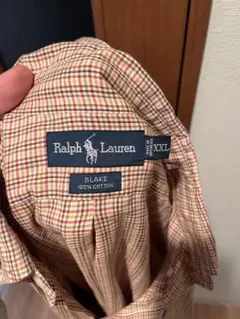 Ralph Lauren
XXL
BLAKE
100% COTTON